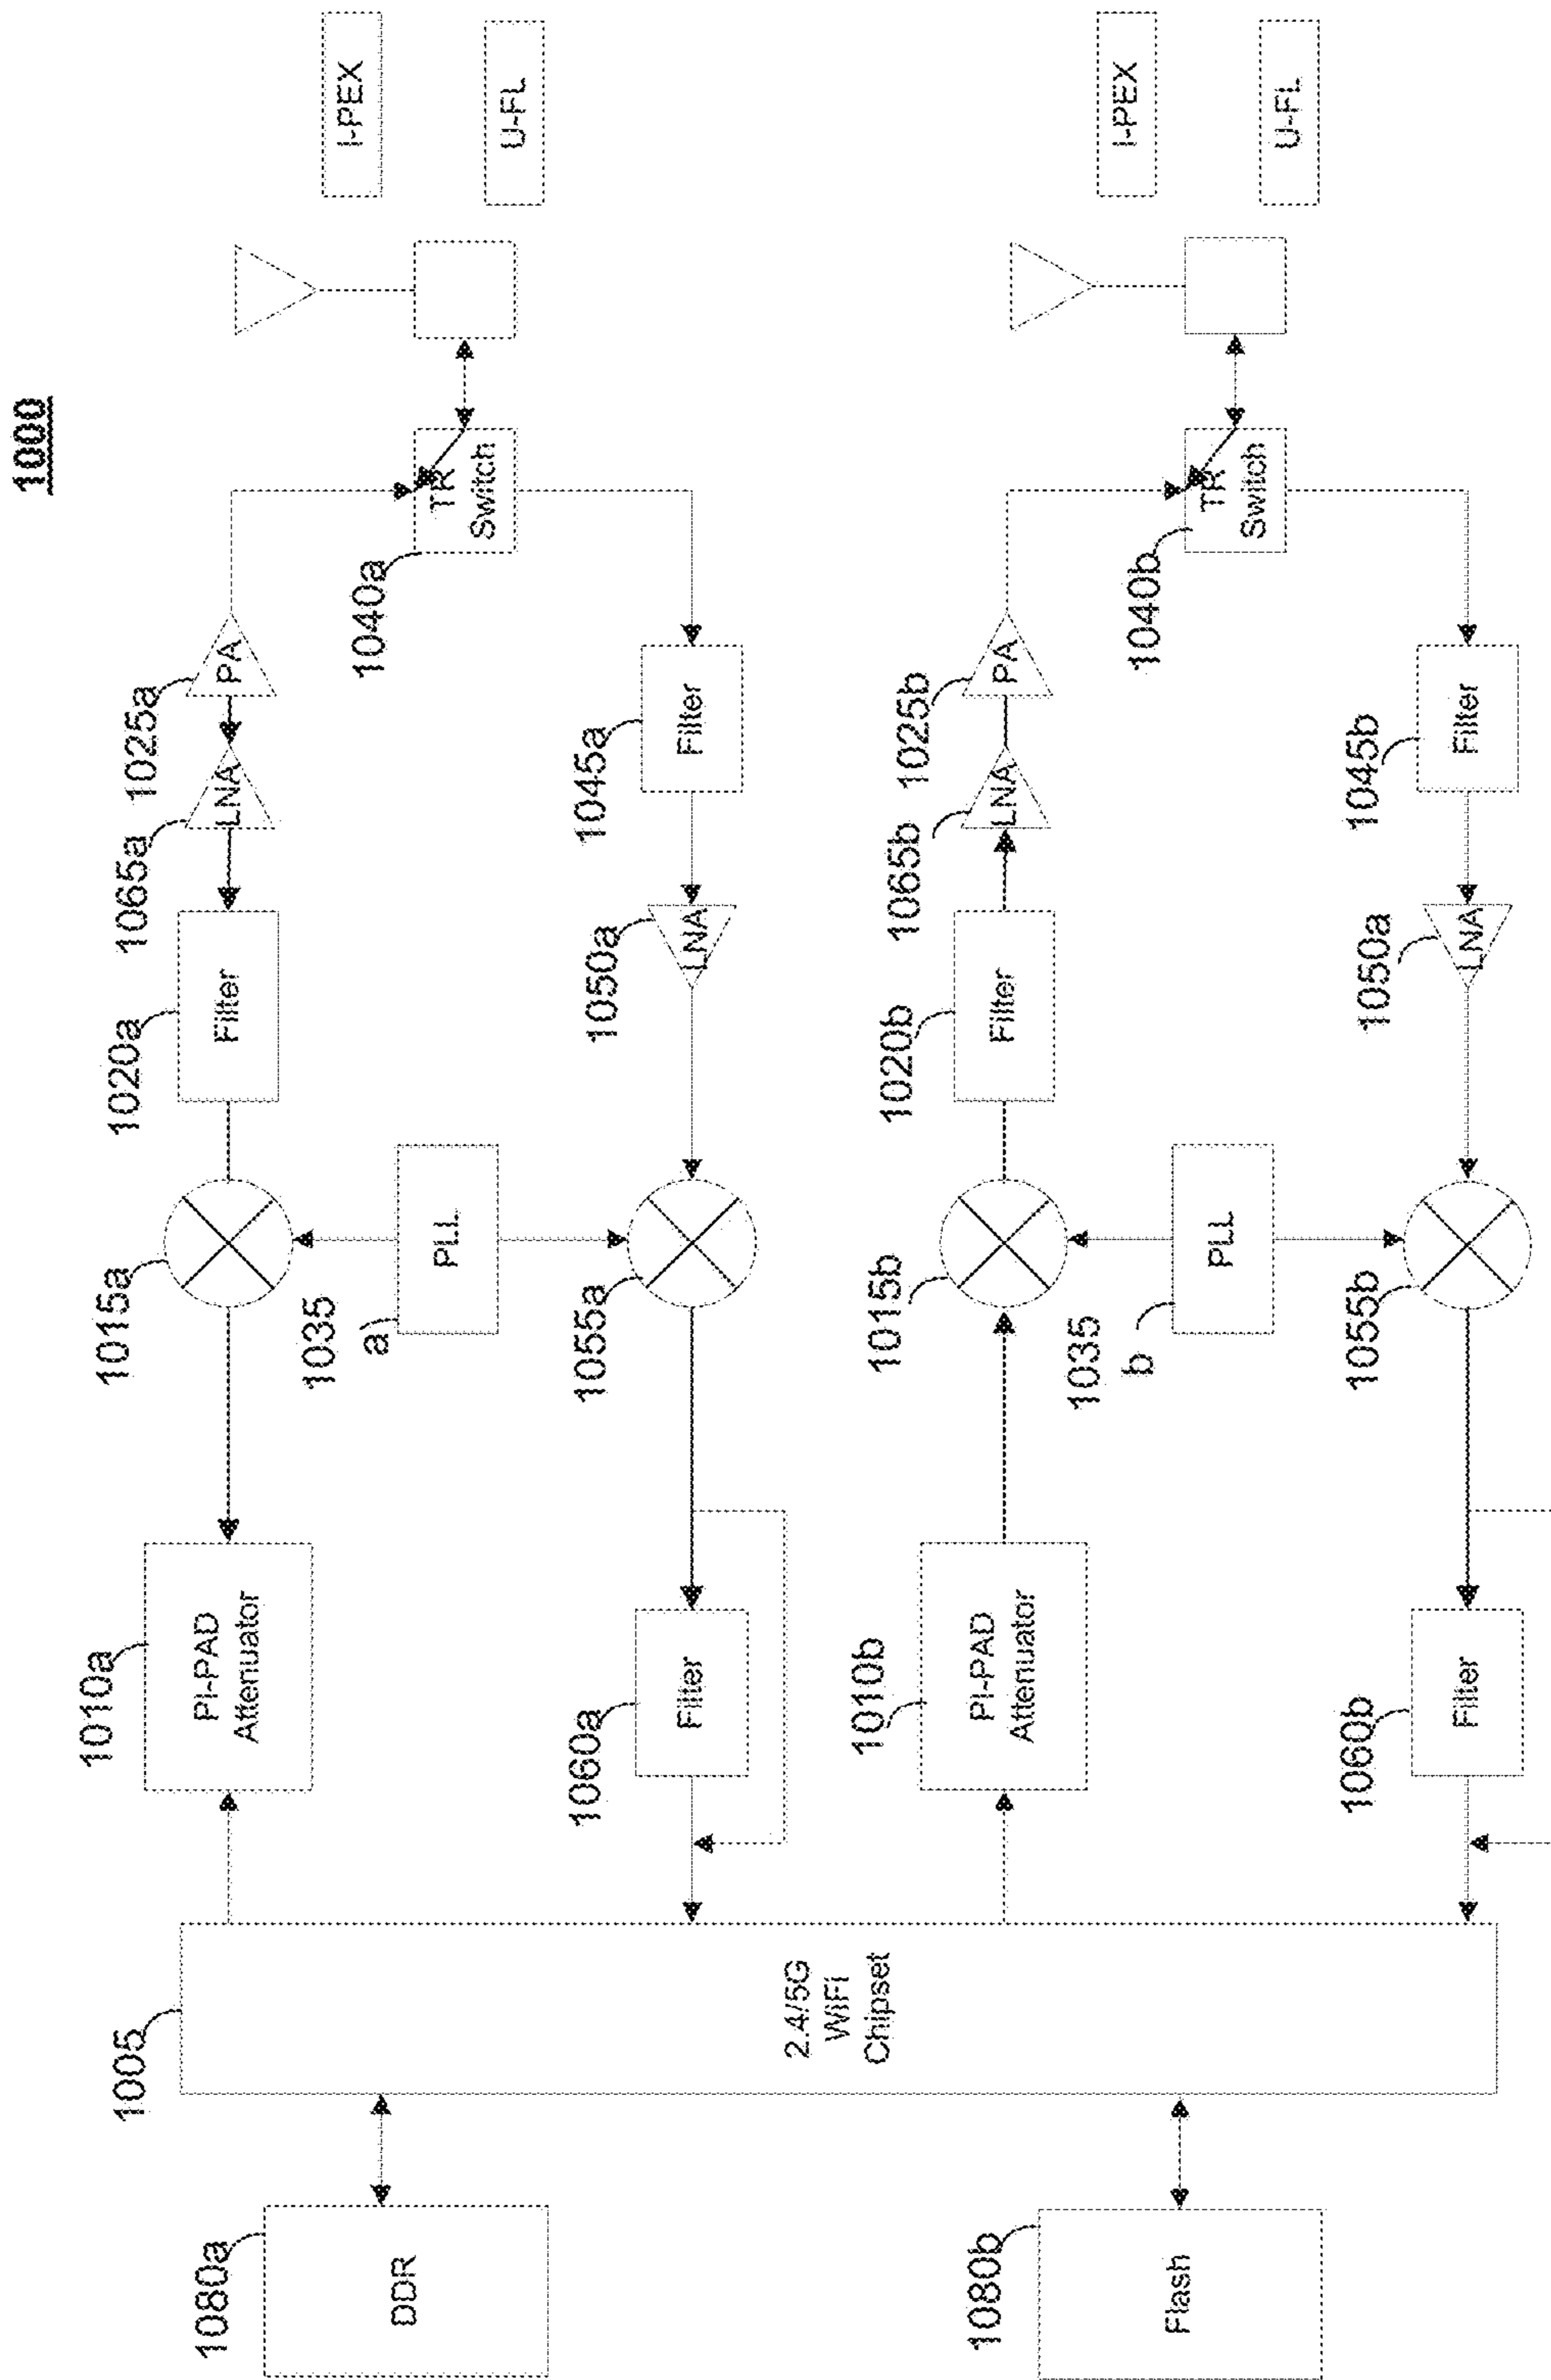 1000
1080a
DDR
1005
2.4/5G
WiFi
Chipset
1010a
PI-PAD
Attenuator
1015a
1020a
Filter
1065a
LNA
1025a
PA
1035
a
PLL
1040a
TR
Switch
I-PEX
U-FL
1060a
Filter
1055a
1050a
LNA
1045a
Filter
1080b
Flash
1010b
PI-PAD
Attenuator
1015b
1020b
Filter
1065b
LNA
1025b
PA
1035
b
PLL
1040b
TR
Switch
I-PEX
U-FL
1060b
Filter
1055b
1050a
LNA
1045b
Filter